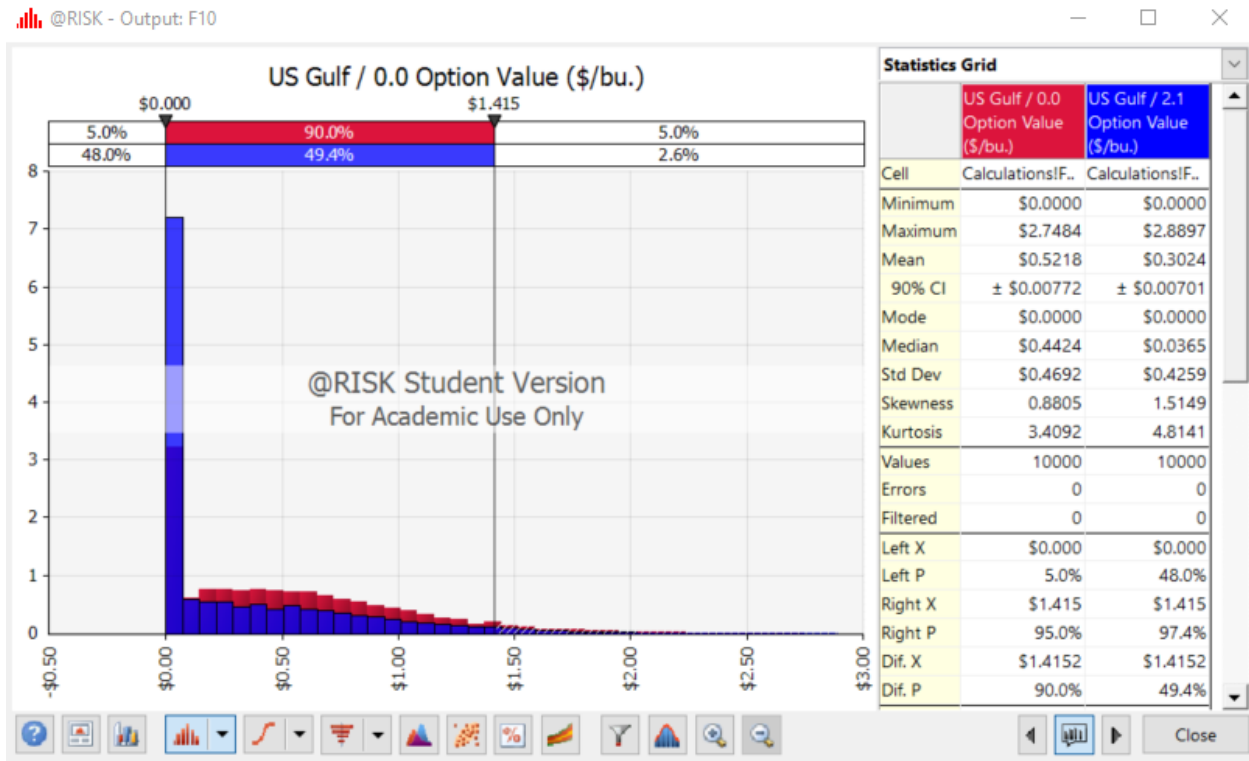 @RISK - Output: F10
US Gulf / 0.0 Option Value ($/bu.)
$0.000 $1.415
5.0% 90.0% 5.0%
48.0% 49.4% 2.6%
8
7
6
5
4
3
2
1
0
@RISK Student Version
For Academic Use Only
-$0.50 $0.00 $0.50 $1.00 $1.50 $2.00 $2.50 $3.00
Statistics Grid
US Gulf / 0.0 Option Value ($/bu.) US Gulf / 2.1 Option Value ($/bu.)
Cell Calculations!F.. Calculations!F..
Minimum $0.0000 $0.0000
Maximum $2.7484 $2.8897
Mean $0.5218 $0.3024
90% CI ± $0.00772 ± $0.00701
Mode $0.0000 $0.0000
Median $0.4424 $0.0365
Std Dev $0.4692 $0.4259
Skewness 0.8805 1.5149
Kurtosis 3.4092 4.8141
Values 10000 10000
Errors 0 0
Filtered 0 0
Left X $0.000 $0.000
Left P 5.0% 48.0%
Right X $1.415 $1.415
Right P 95.0% 97.4%
Dif. X $1.4152 $1.4152
Dif. P 90.0% 49.4%
Close